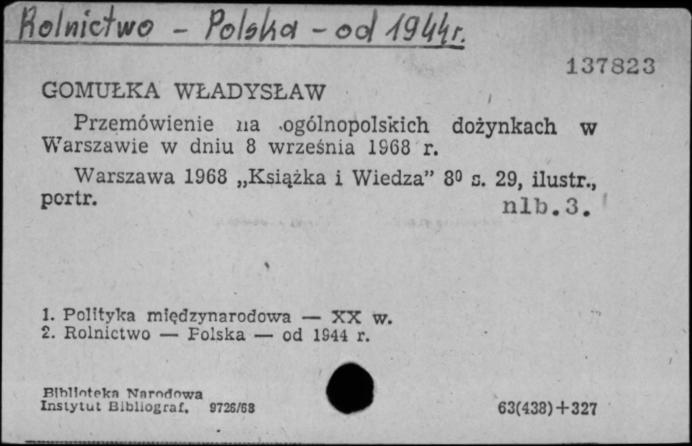 Rolnictwo - Polska - od 1944 r.
137823
GOMUŁKA WŁADYSŁAW
Przemówienie na ogólnopolskich dożynkach w
Warszawie w dniu 8 września 1968 r.
Warszawa 1968 „Książka i Wiedza” 8⁰ s. 29, ilustr.,
portr.
nlb.3.
1. Polityka międzynarodowa — XX w.
2. Rolnictwo — Polska — od 1944 r.
Biblioteka Narodowa
Instytut Bibliograf. 9726/68
63(438)+327